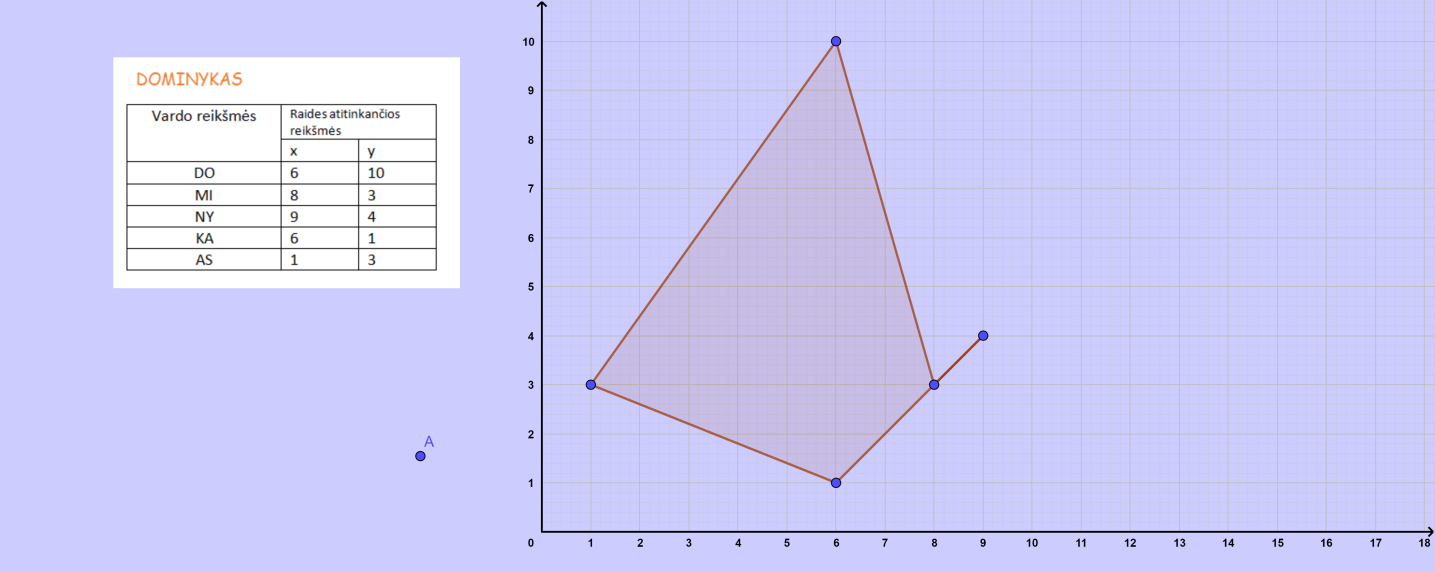 DOMINYKAS
Vardo reikšmės
Raides atitinkančios
reikšmės
x y
DO 6 10
MI 8 3
NY 9 4
KA 6 1
AS 1 3
A
10
9
8
7
6
5
4
3
2
1
0 1 2 3 4 5 6 7 8 9 10 11 12 13 14 15 16 17 18